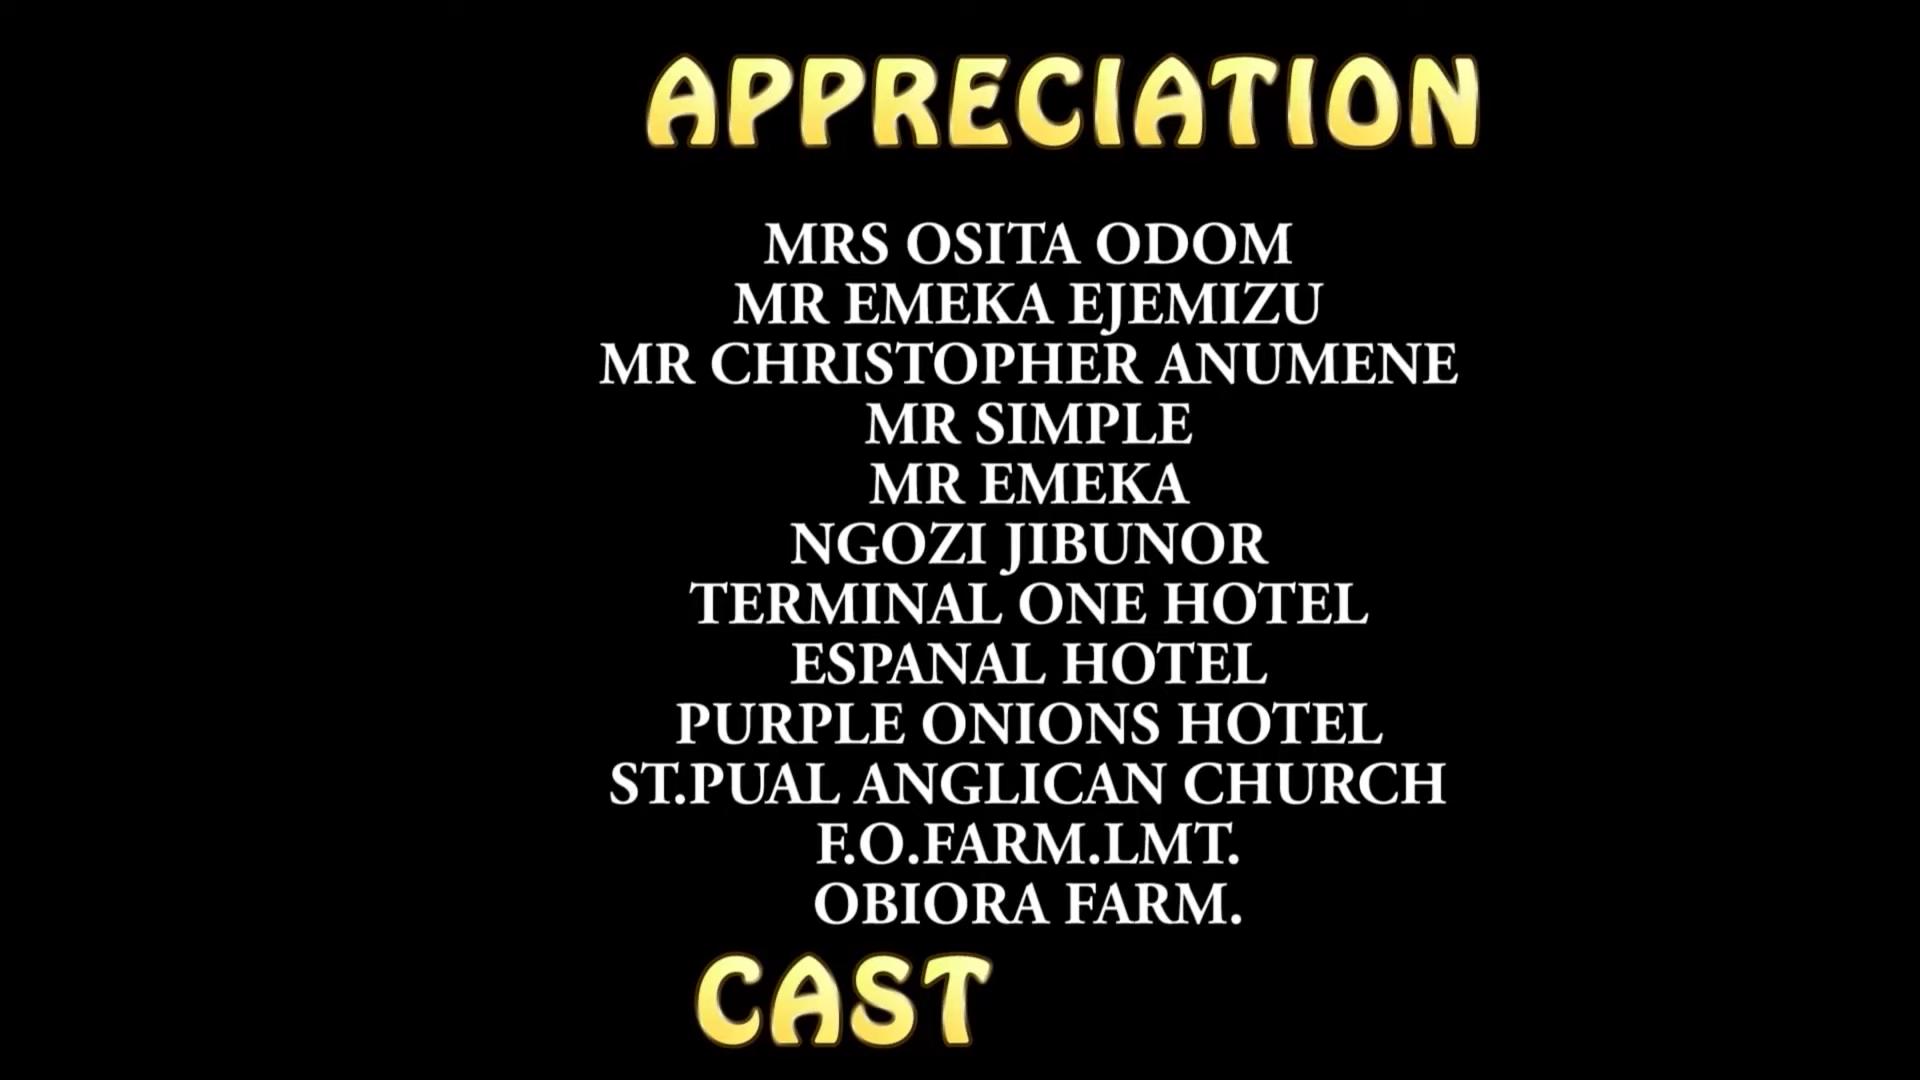 APPRECIATION
MRS OSITA ODOM
MR EMEKA EJEMIZU
MR CHRISTOPHER ANUMENE
MR SIMPLE
MR EMEKA
NGOZI JIBUNOR
TERMINAL ONE HOTEL
ESPANAL HOTEL
PURPLE ONIONS HOTEL
ST.PUAL ANGLICAN CHURCH
F.O.FARM.LMT.
OBIORA FARM.
CAST